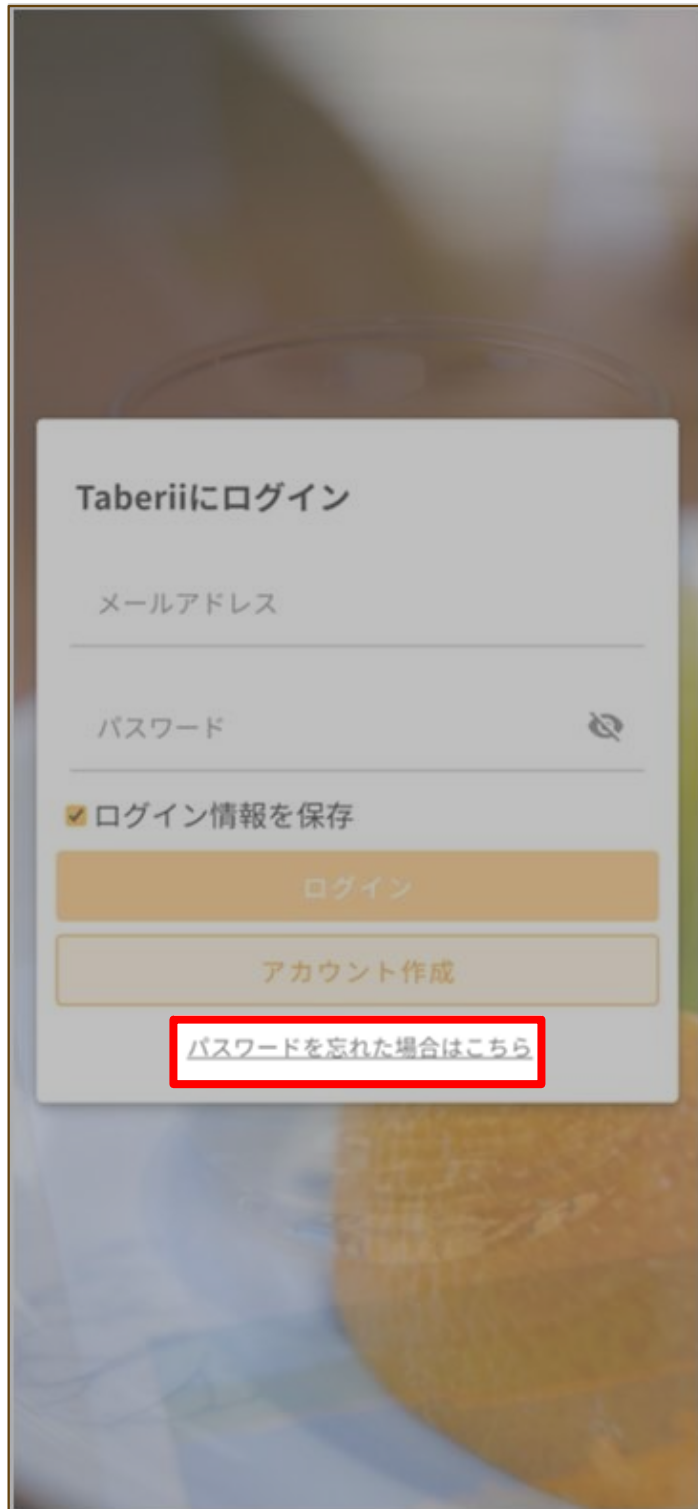 Taberiiにログイン
メールアドレス
パスワード
ログイン情報を保存
ログイン
アカウント作成
パスワードを忘れた場合はこちら